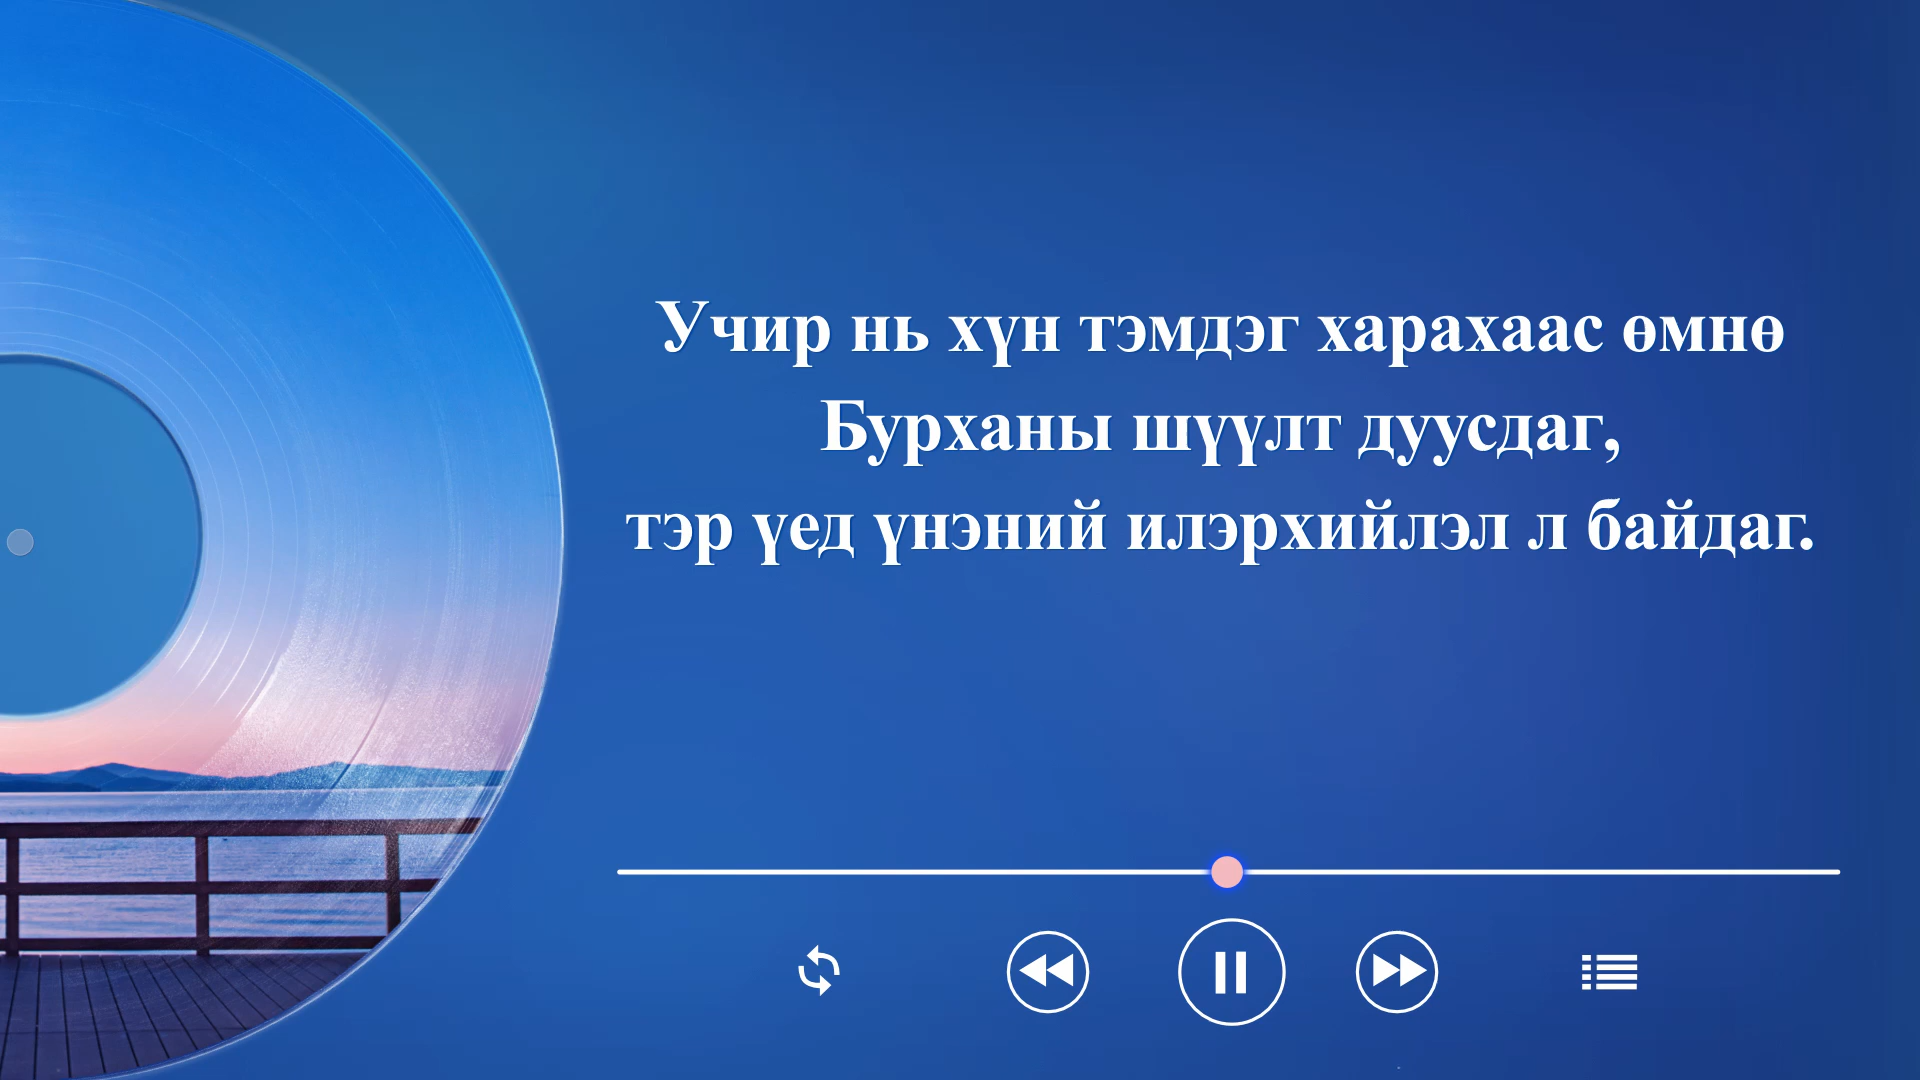 Учир нь хүн тэмдэг харахаас өмнө
Бурханы шүүлт дуусдаг,
тэр үед үнэний илэрхийлэл л байдаг.